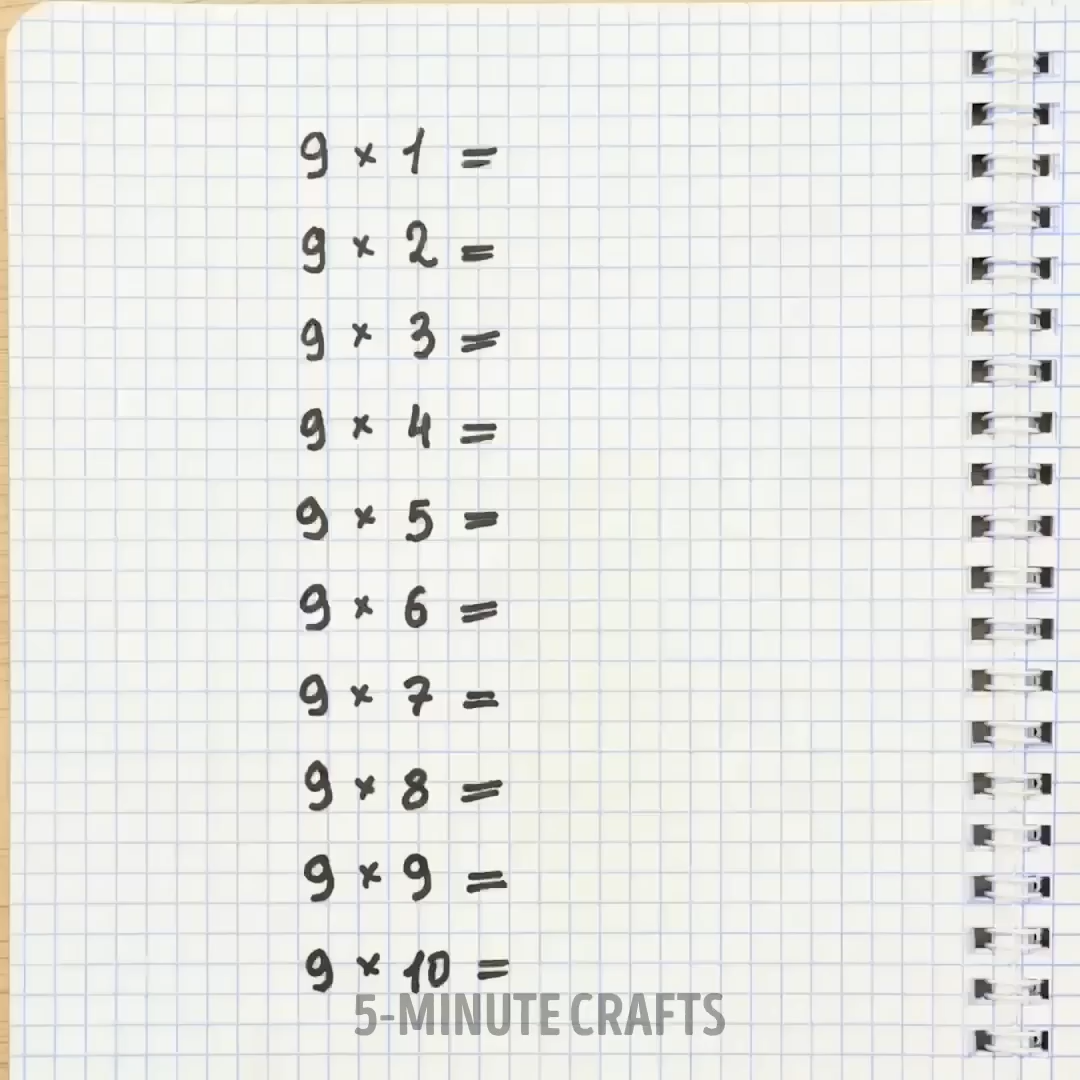 9 × 1 =
9 × 2 =
9 × 3 =
9 × 4 =
9 × 5 =
9 × 6 =
9 × 7 =
9 × 8 =
9 × 9 =
9 × 10 =
5-MINUTE CRAFTS